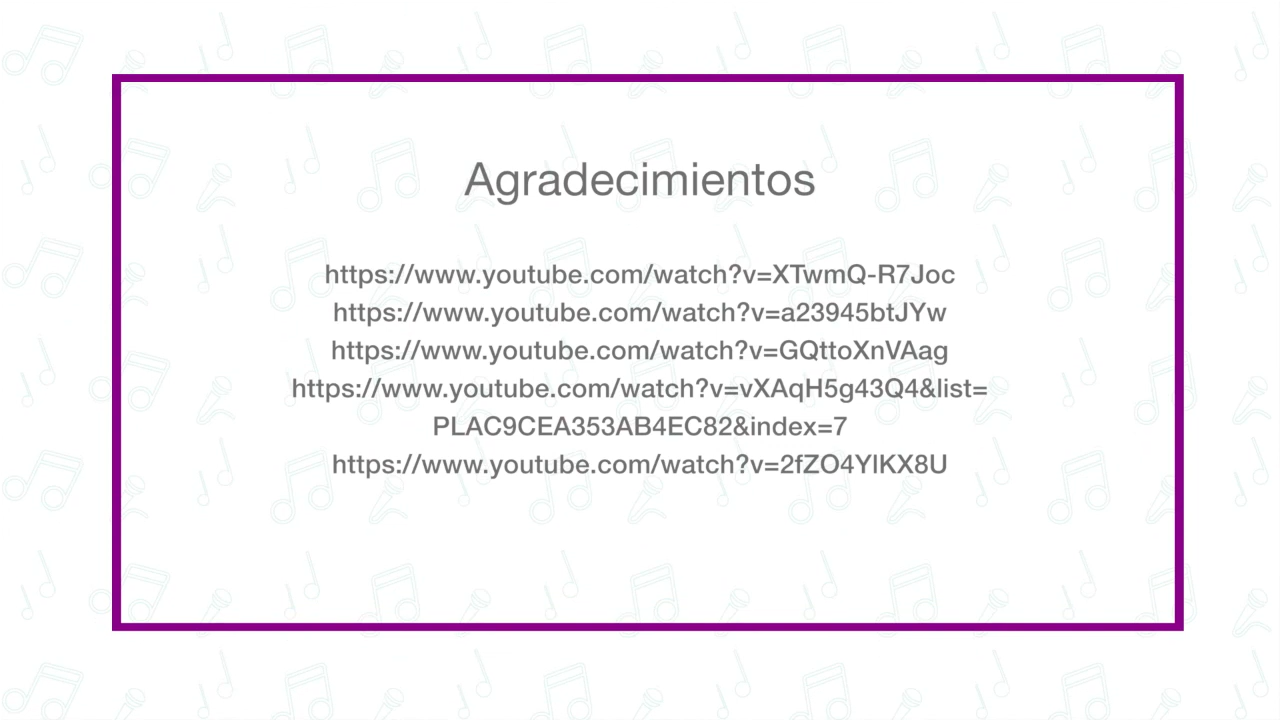 Agradecimientos
https://www.youtube.com/watch?v=XTwmQ-R7Joc
https://www.youtube.com/watch?v=a23945btJYw
https://www.youtube.com/watch?v=GQttoXnVAag
https://www.youtube.com/watch?v=vXAqH5g43Q4&list=
PLAC9CEA353AB4EC82&index=7
https://www.youtube.com/watch?v=2fZO4YlKX8U